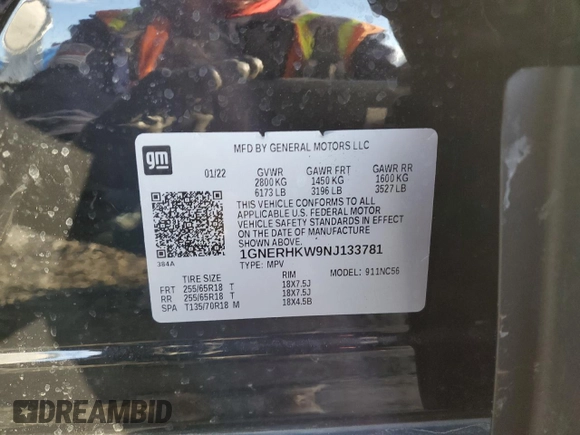 gm
MFD BY GENERAL MOTORS LLC
01/22
GVWR GAWR FRT GAWR RR
2800 KG 1450 KG 1600 KG
6173 LB 3196 LB 3527 LB
THIS VEHICLE CONFORMS TO ALL
APPLICABLE U.S. FEDERAL MOTOR
VEHICLE SAFETY STANDARDS IN EFFECT
ON THE DATE OF MANUFACTURE
SHOWN ABOVE.
384A
1GNERHKW9NJ133781
TYPE: MPV MODEL: 911NC56
TIRE SIZE RIM
FRT 255/65R18 T 18X7.5J
RR 255/65R18 T 18X7.5J
SPA T135/70R18 M 18X4.5B
DREAMBID